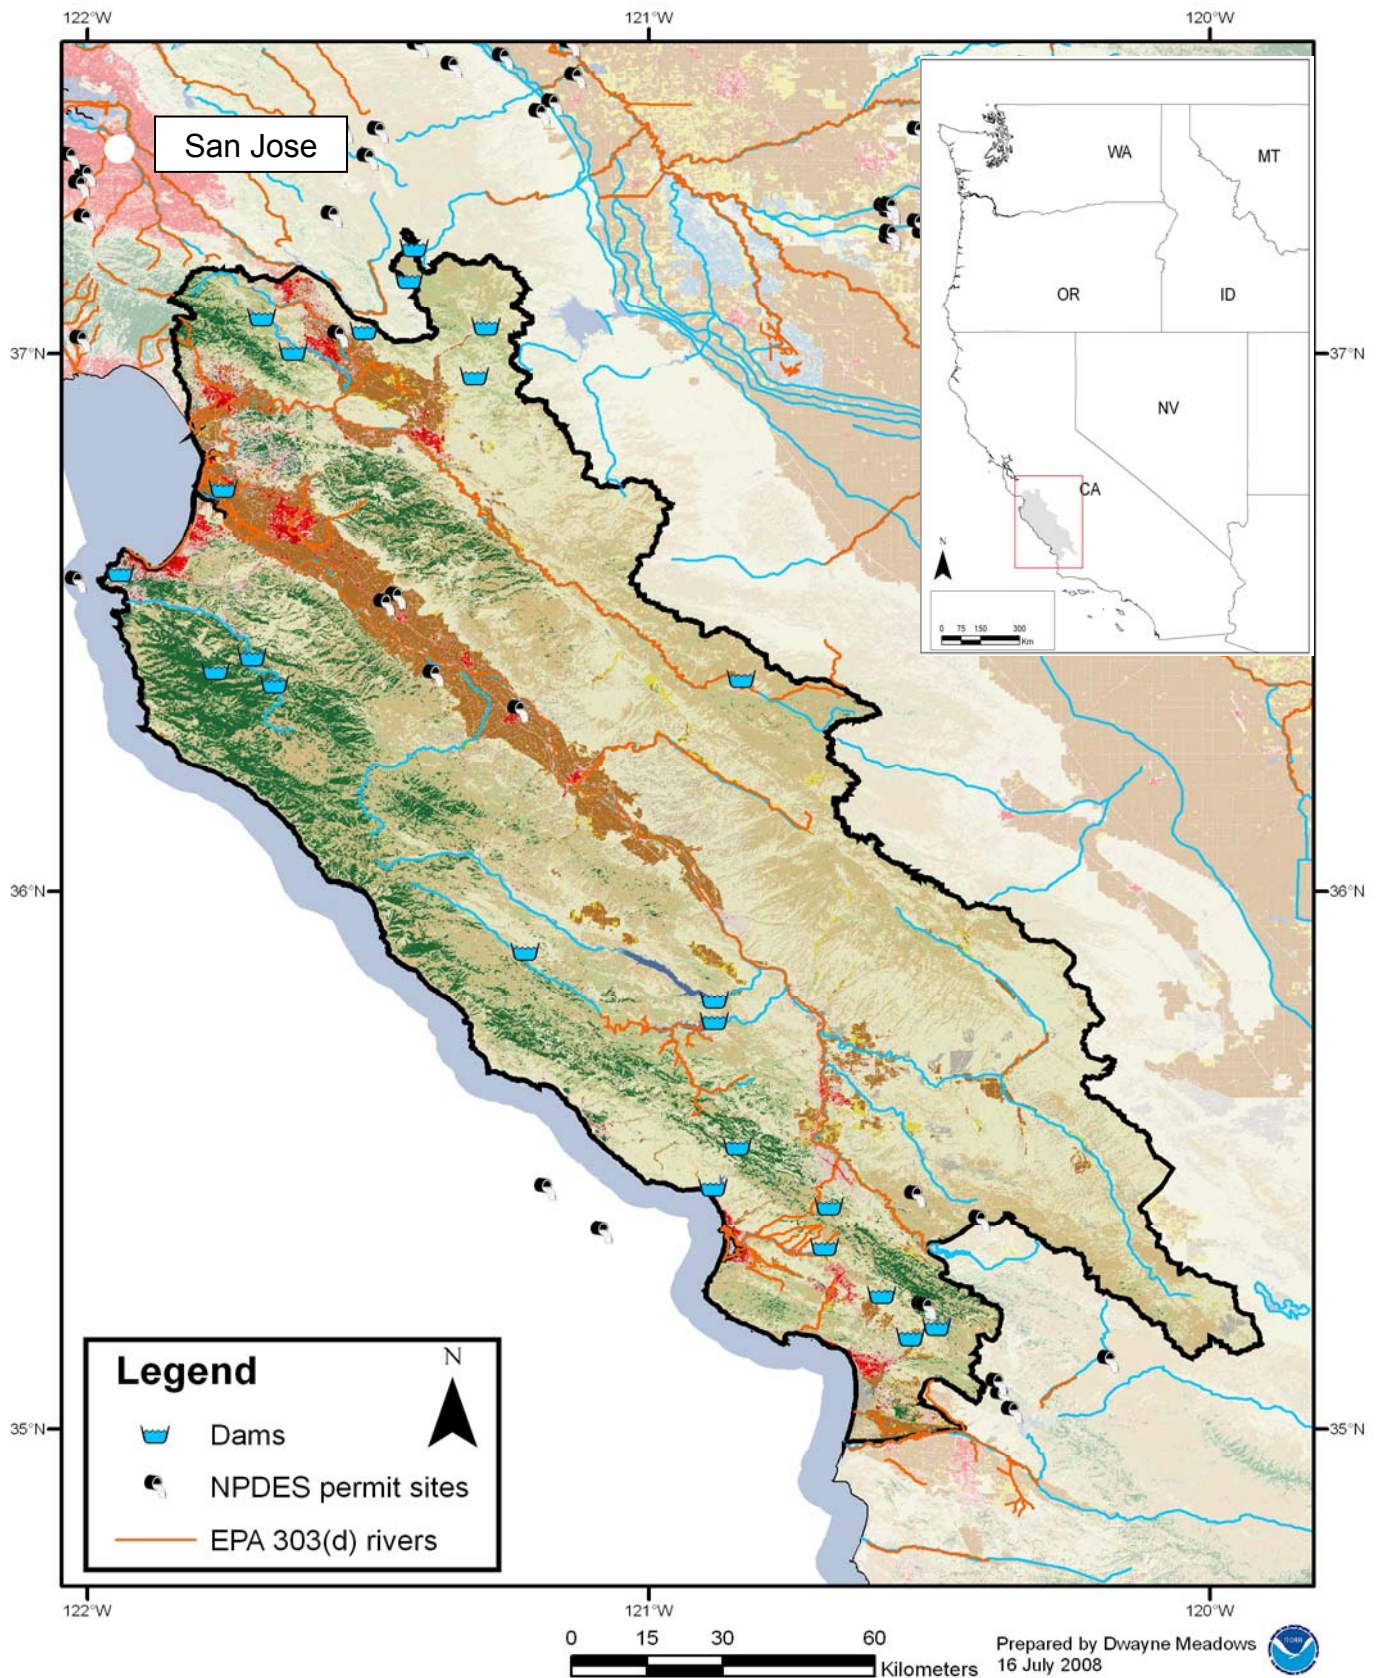 122°W
121°W
120°W
San Jose
WA
MT
OR
ID
NV
CA
N
0 75 150 300
Km
37°N
37°N
36°N
36°N
35°N
35°N
Legend
N
Dams
NPDES permit sites
EPA 303(d) rivers
122°W
121°W
120°W
0 15 30 60
Kilometers
Prepared by Dwayne Meadows
16 July 2008
NOAA